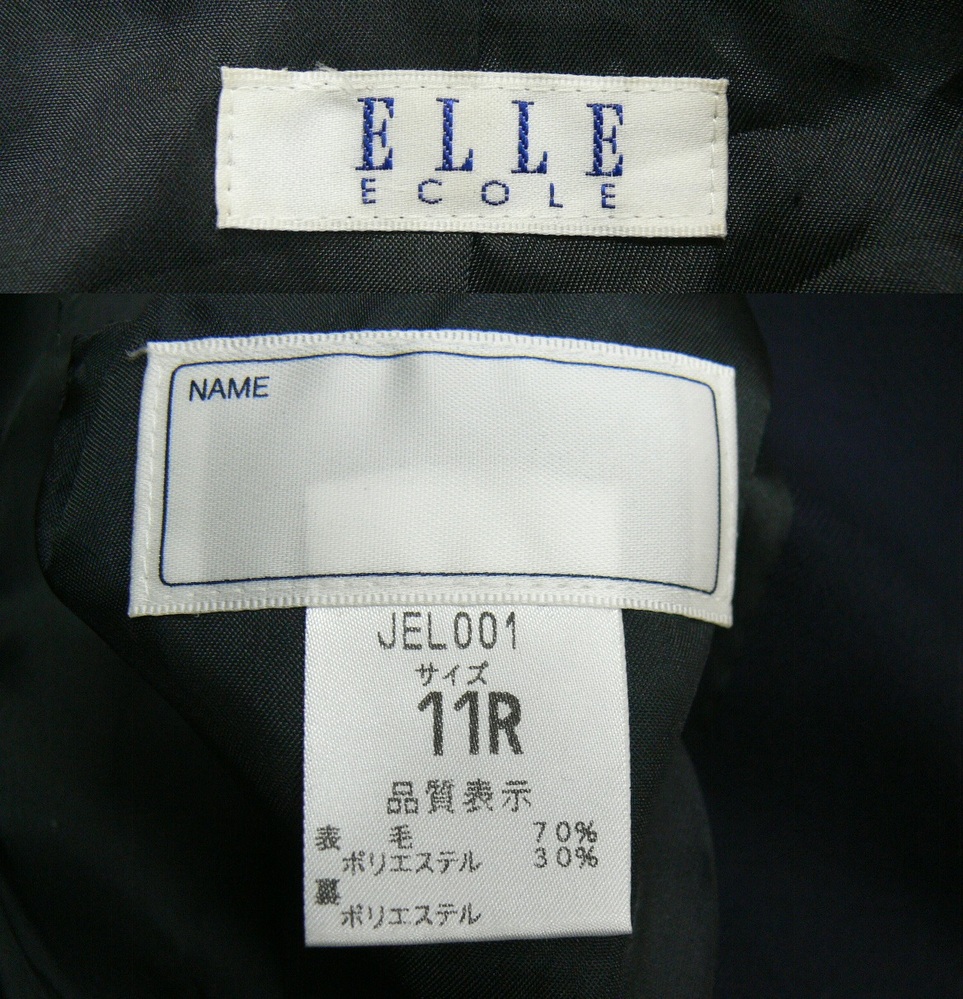 ELLE
ECOLE
NAME
JEL001
サイズ
11R
品質表示
表 毛 70%
ポリエステル 30%
裏
ポリエステル